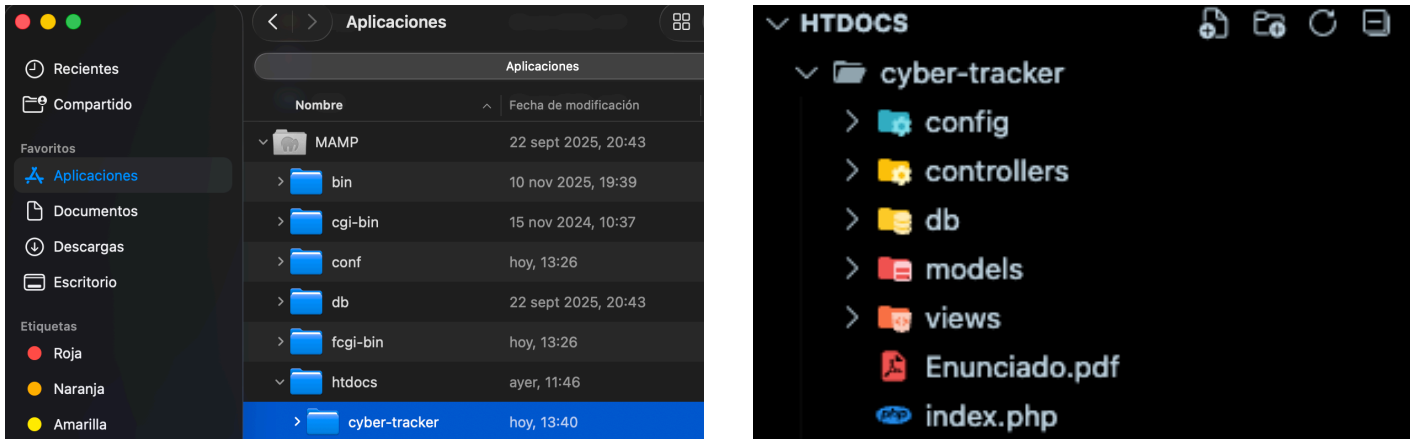 Aplicaciones
Recientes
Compartido
Favoritos
Aplicaciones
Documentos
Descargas
Escritorio
Etiquetas
Roja
Naranja
Amarilla
Aplicaciones
Nombre Fecha de modificación
MAMP 22 sept 2025, 20:43
bin 10 nov 2025, 19:39
cgi-bin 15 nov 2024, 10:37
conf hoy, 13:26
db 22 sept 2025, 20:43
fcgi-bin hoy, 13:26
htdocs ayer, 11:46
cyber-tracker hoy, 13:40
HTDOCS
cyber-tracker
config
controllers
db
models
views
Enunciado.pdf
php index.php